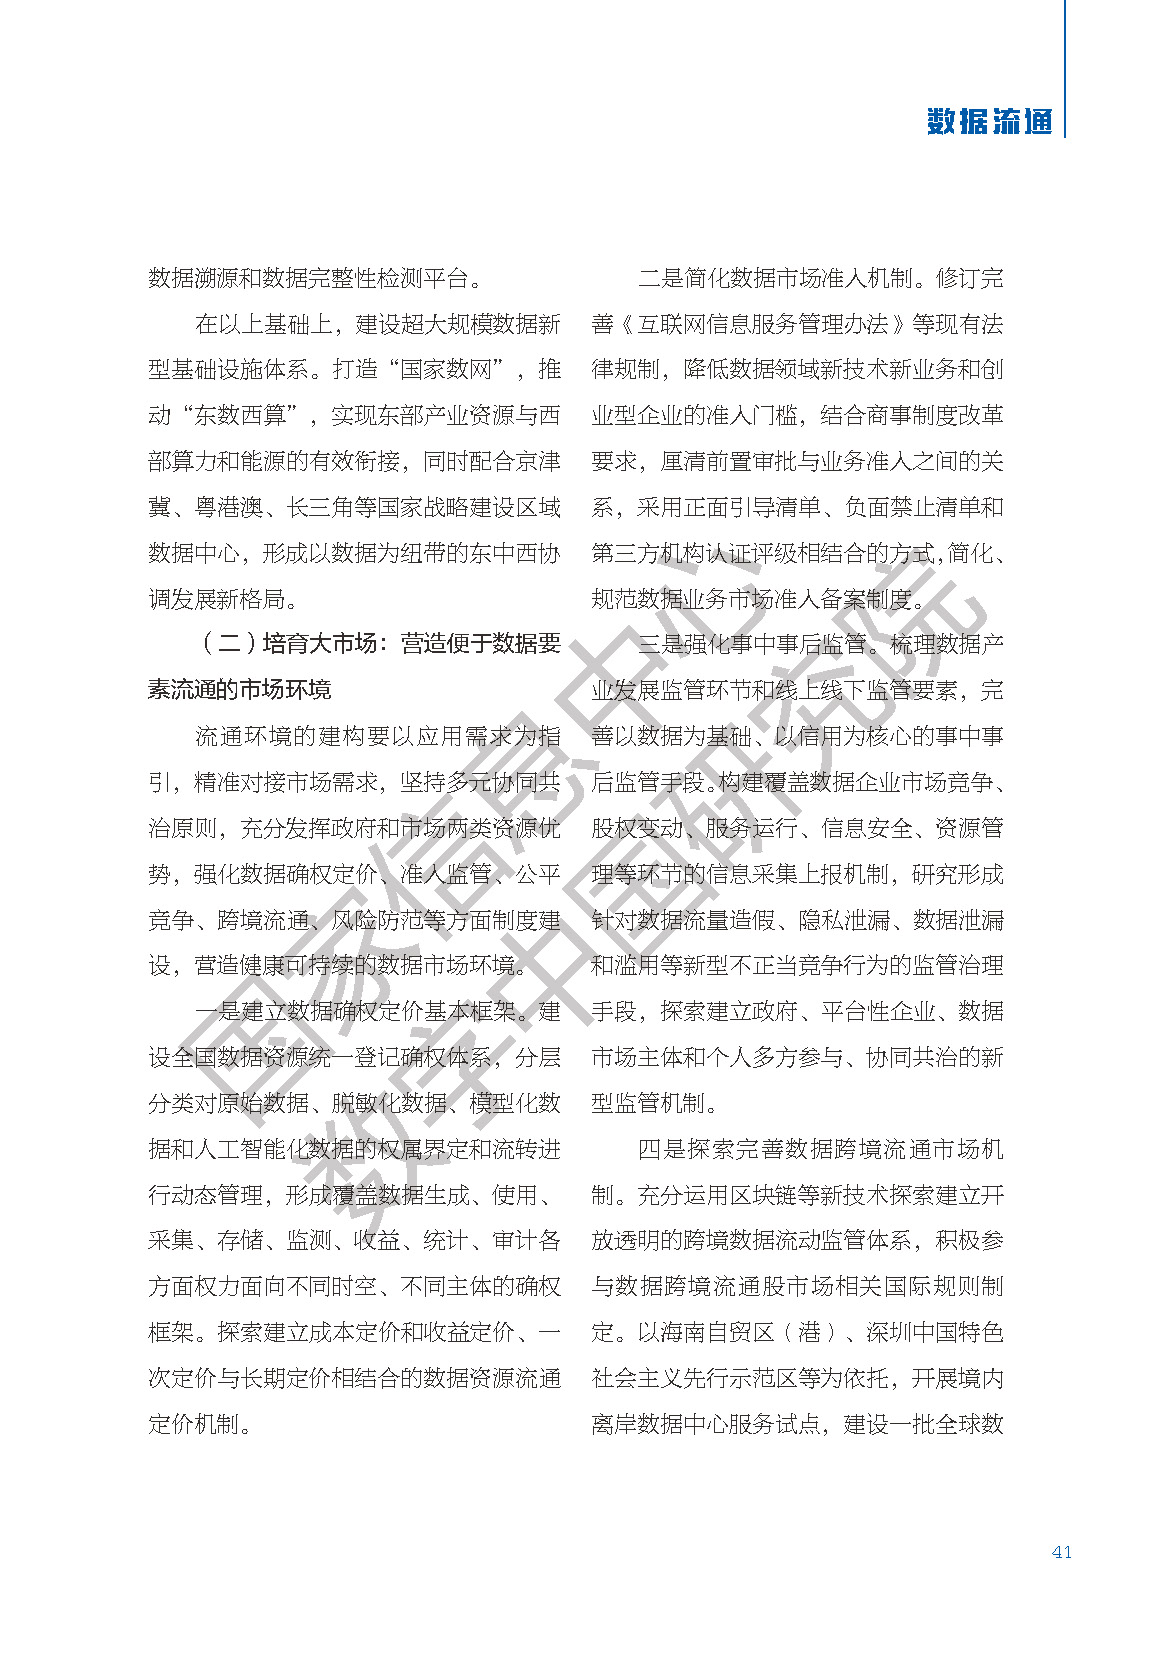 数据流通
数据溯源和数据完整性检测平台。
在以上基础上，建设超大规模数据新
型基础设施体系。打造“国家数网”，推
动“东数西算”，实现东部产业资源与西
部算力和能源的有效衔接，同时配合京津
冀、粤港澳、长三角等国家战略建设区域
数据中心，形成以数据为纽带的东中西协
调发展新格局。
（二）培育大市场：营造便于数据要
素流通的市场环境
流通环境的建构要以应用需求为指
引，精准对接市场需求，坚持多元协同共
治原则，充分发挥政府和市场两类资源优
势，强化数据确权定价、准入监管、公平
竞争、跨境流通、风险防范等方面制度建
设，营造健康可持续的数据市场环境。
一是建立数据确权定价基本框架。建
设全国数据资源统一登记确权体系，分层
分类对原始数据、脱敏化数据、模型化数
据和人工智能化数据的权属界定和流转进
行动态管理，形成覆盖数据生成、使用、
采集、存储、监测、收益、统计、审计各
方面权力面向不同时空、不同主体的确权
框架。探索建立成本定价和收益定价、一
次定价与长期定价相结合的数据资源流通
定价机制。
二是简化数据市场准入机制。修订完
善《互联网信息服务管理办法》等现有法
律规制，降低数据领域新技术新业务和创
业型企业的准入门槛，结合商事制度改革
要求，厘清前置审批与业务准入之间的关
系，采用正面引导清单、负面禁止清单和
第三方机构认证评级相结合的方式，简化、
规范数据业务市场准入备案制度。
三是强化事中事后监管。梳理数据产
业发展监管环节和线上线下监管要素，完
善以数据为基础、以信用为核心的事中事
后监管手段。构建覆盖数据企业市场竞争、
股权变动、服务运行、信息安全、资源管
理等环节的信息采集上报机制，研究形成
针对数据流量造假、隐私泄漏、数据泄漏
和滥用等新型不正当竞争行为的监管治理
手段，探索建立政府、平台性企业、数据
市场主体和个人多方参与、协同共治的新
型监管机制。
四是探索完善数据跨境流通市场机
制。充分运用区块链等新技术探索建立开
放透明的跨境数据流动监管体系，积极参
与数据跨境流通股市场相关国际规则制
定。以海南自贸区（港）、深圳中国特色
社会主义先行示范区等为依托，开展境内
离岸数据中心服务试点，建设一批全球数
国家信息中心
数字中国研究院
41